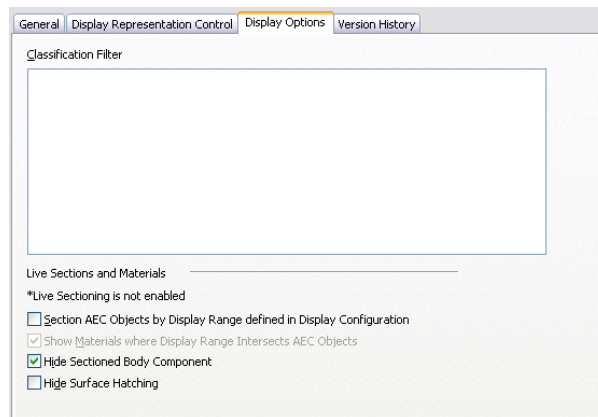 General Display Representation Control Display Options Version History
Classification Filter
Live Sections and Materials
*Live Sectioning is not enabled
Section AEC Objects by Display Range defined in Display Configuration
Show Materials where Display Range Intersects AEC Objects
Hide Sectioned Body Component
Hide Surface Hatching